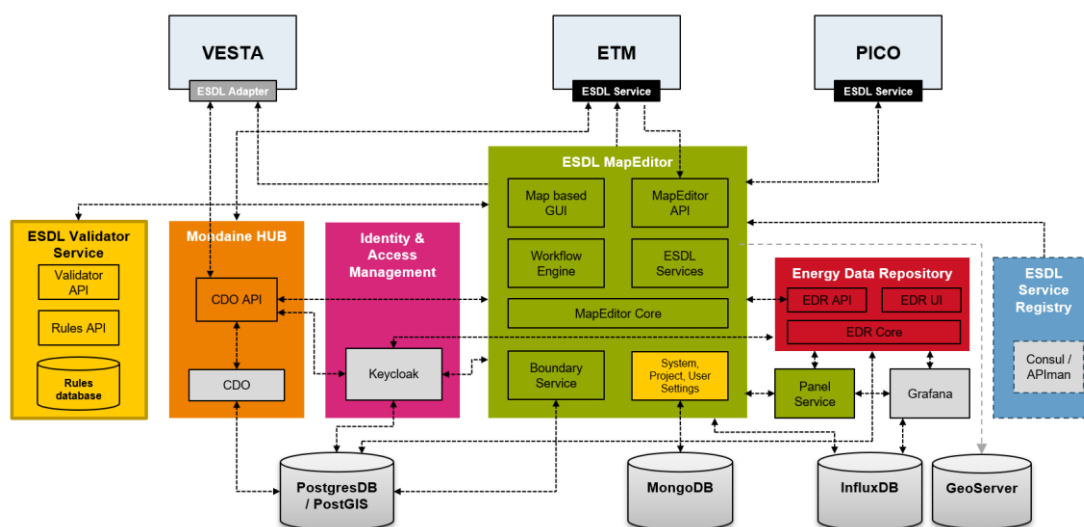 VESTA
ESDL Adapter
ETM
ESDL Service
PICO
ESDL Service
ESDL MapEditor
Map based
GUI
MapEditor
API
Workflow
Engine
ESDL
Services
MapEditor Core
Boundary
Service
System,
Project, User
Settings
ESDL Validator
Service
Validator
API
Rules API
Rules
database
Mondaine HUB
CDO API
CDO
Identity &
Access
Management
Keycloak
Energy Data Repository
EDR API
EDR UI
EDR Core
Panel
Service
Grafana
ESDL
Service
Registry
Consul /
APIman
PostgresDB
/ PostGIS
MongoDB
InfluxDB
GeoServer